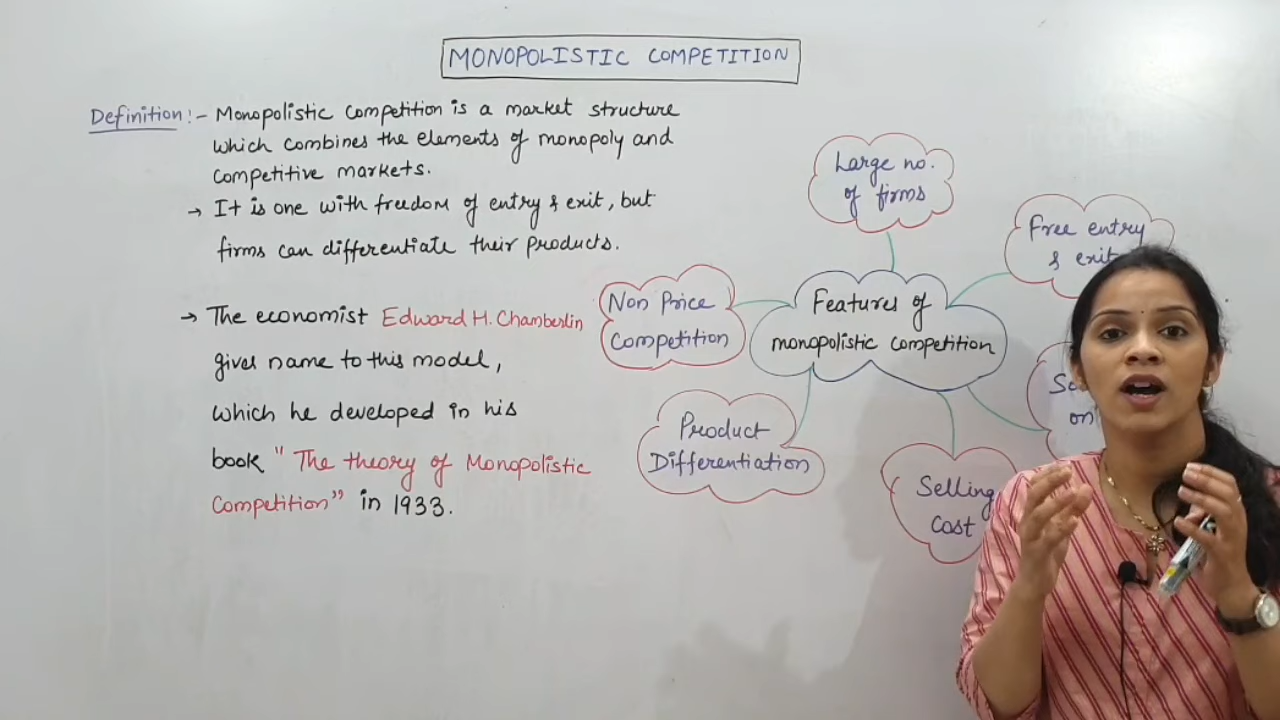 MONOPOLISTIC COMPETITION
Definition :- Monopolistic competition is a market structure
which combines the elements of monopoly and
competitive markets.
→ It is one with freedom of entry & exit, but
firms can differentiate their products.
→ The economist Edward H. Chamberlin
gives name to this model,
which he developed in his
book "The theory of Monopolistic
Competition" in 1933.
Large no.
of firms
Free entry
& exit
Features of
monopolistic competition
Non Price
Competition
Product
Differentiation
Selling
Cost
on